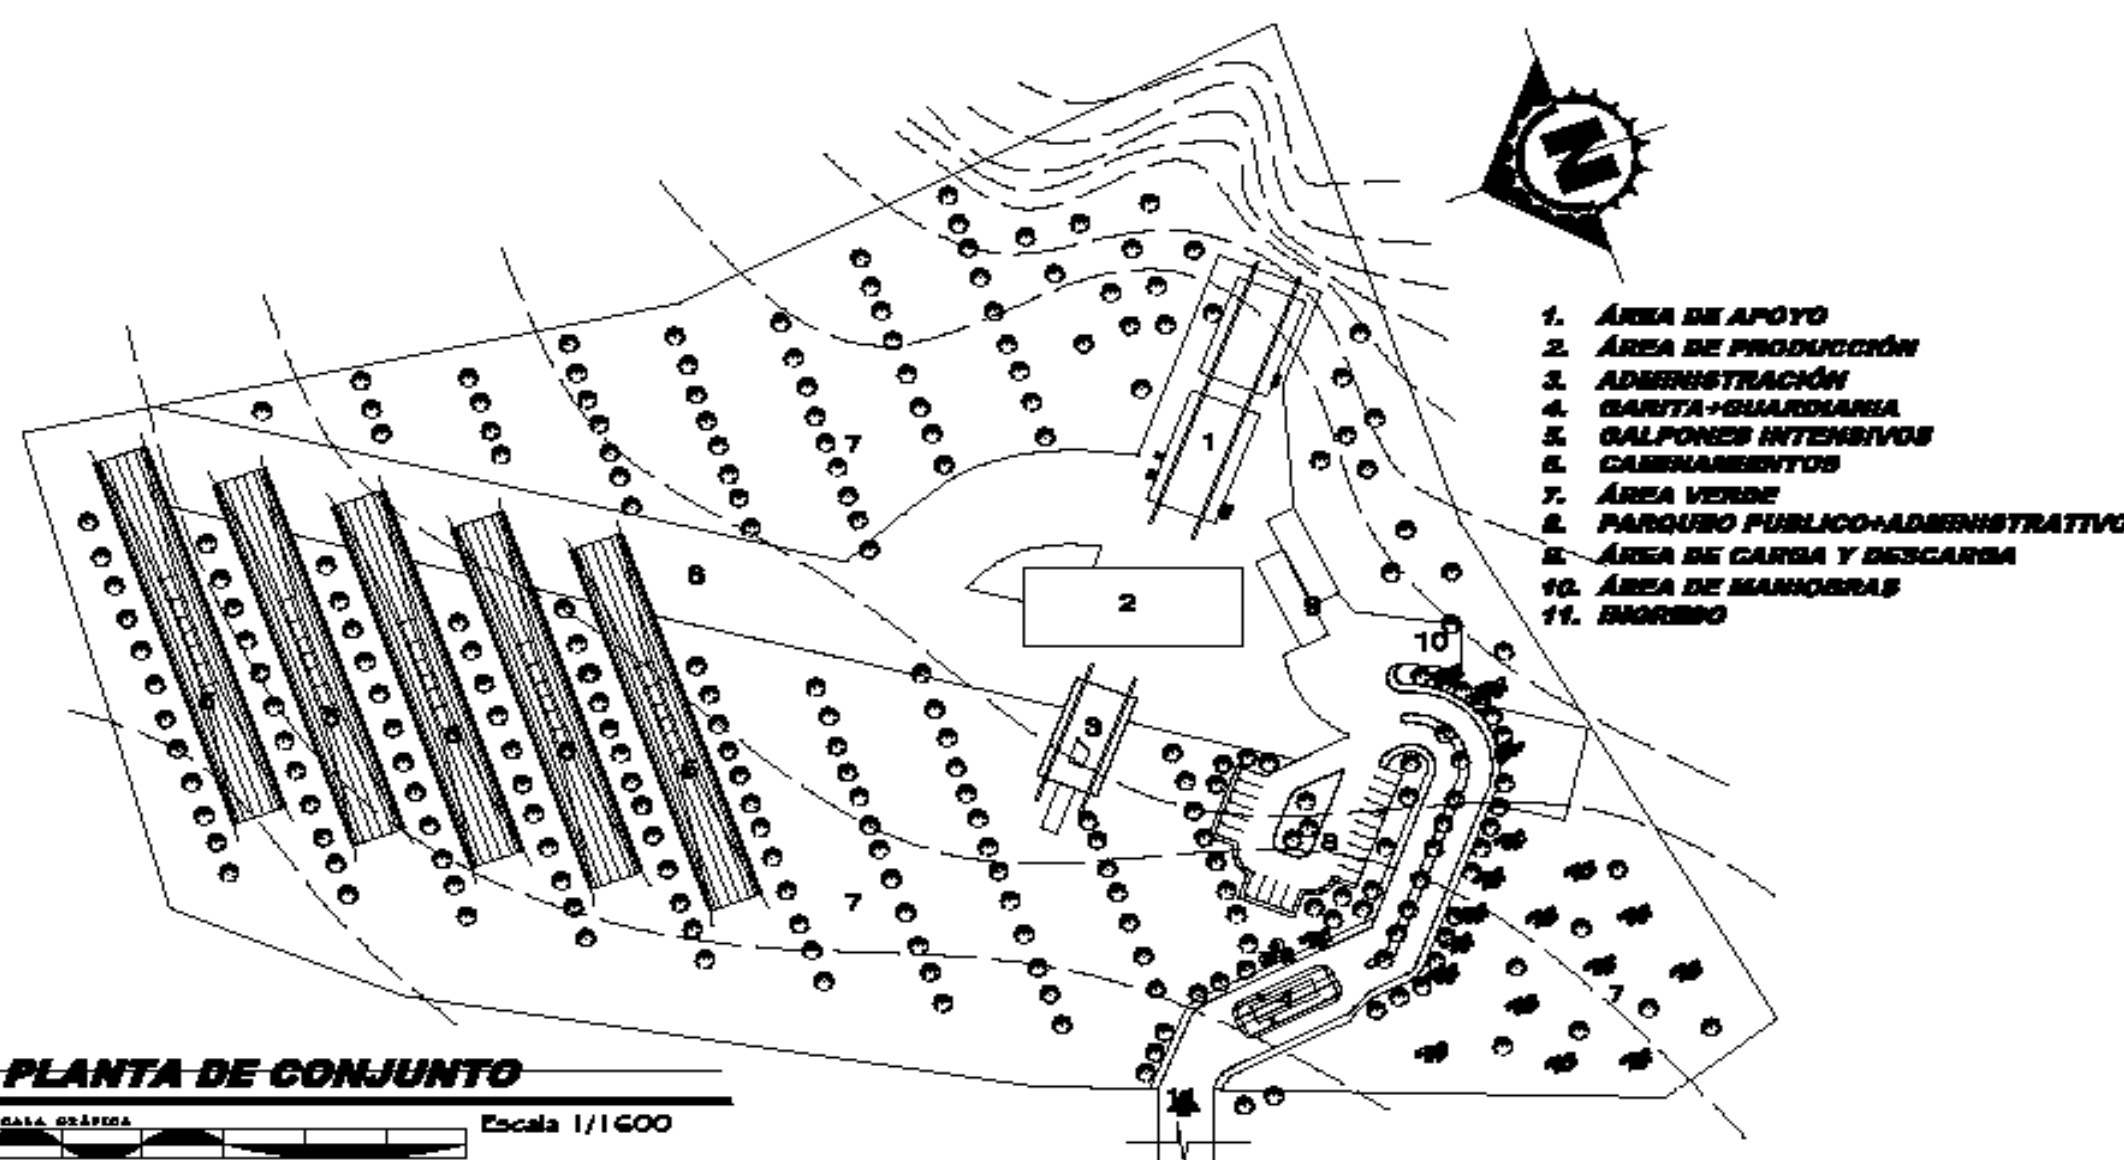 N
1. ÁREA DE APOYO
2. ÁREA DE PRODUCCIÓN
3. ADMINISTRACIÓN
4. GARITA+GUARDIANIA
5. GALPONES INTENSIVOS
6. CAMINAMIENTOS
7. ÁREA VERDE
8. PARQUEO PUBLICO+ADMINISTRATIVO
9. ÁREA DE CARGA Y DESCARGA
10. ÁREA DE MANIOBRAS
11. INGRESO
7
1
6
2
9
10
3
8
7
7
11
PLANTA DE CONJUNTO
Escala 1/1600